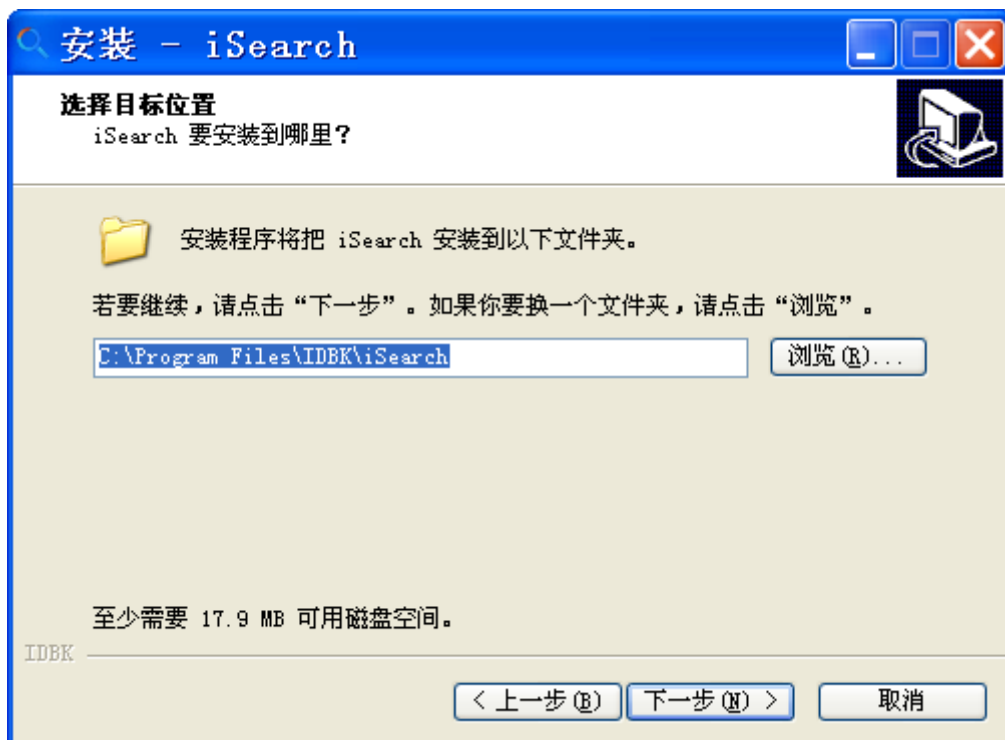 安装 - iSearch
选择目标位置
iSearch 要安装到哪里？
安装程序将把 iSearch 安装到以下文件夹。
若要继续，请点击“下一步”。如果你要换一个文件夹，请点击“浏览”。
C:\Program Files\IDBK\iSearch
浏览(R)...
至少需要 17.9 MB 可用磁盘空间。
IDBK
< 上一步(B) 下一步(N) > 取消